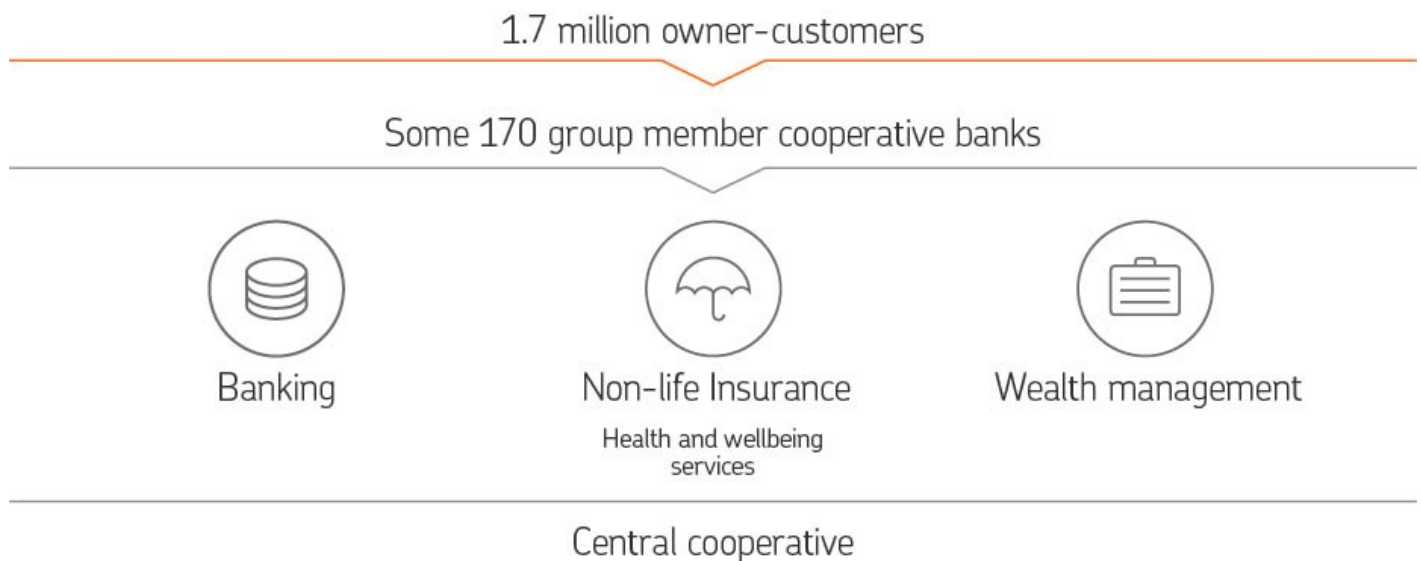 1.7 million owner-customers
Some 170 group member cooperative banks
Banking
Non-life Insurance
Health and wellbeing
services
Wealth management
Central cooperative